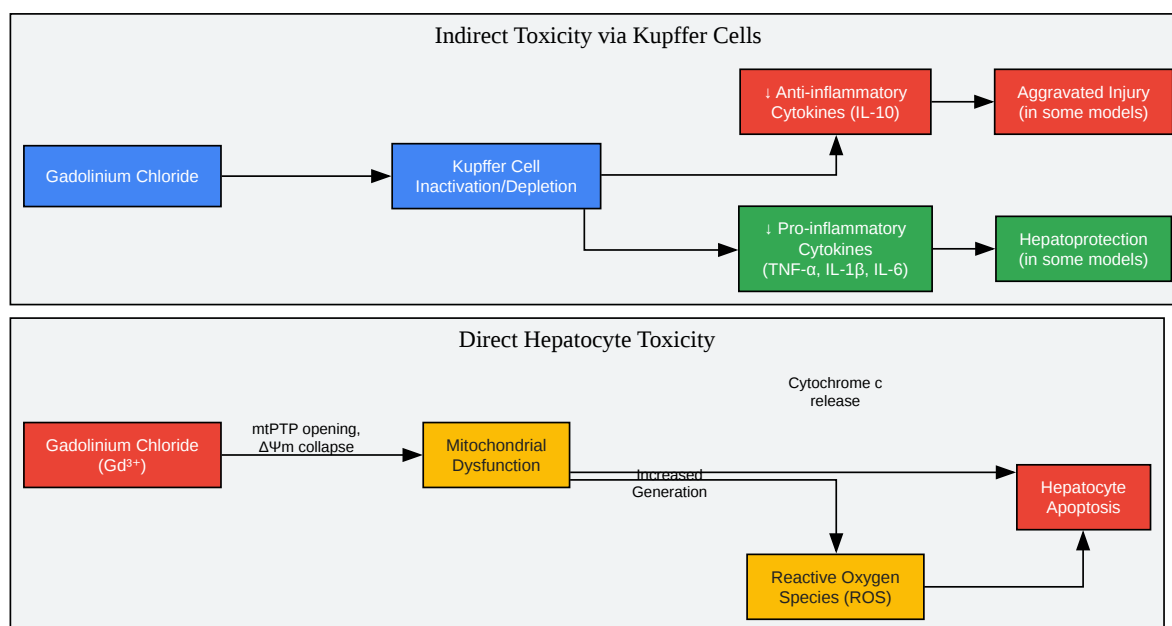 Indirect Toxicity via Kupffer Cells
↓ Anti-inflammatory
Cytokines (IL-10)
Aggravated Injury
(in some models)
Gadolinium Chloride
Kupffer Cell
Inactivation/Depletion
↓ Pro-inflammatory
Cytokines
(TNF-α, IL-1β, IL-6)
Hepatoprotection
(in some models)
Direct Hepatocyte Toxicity
Cytochrome c
release
Gadolinium Chloride
(Gd³⁺)
mtPTP opening,
ΔΨm collapse
Mitochondrial
Dysfunction
Increased
Generation
Hepatocyte
Apoptosis
Reactive Oxygen
Species (ROS)